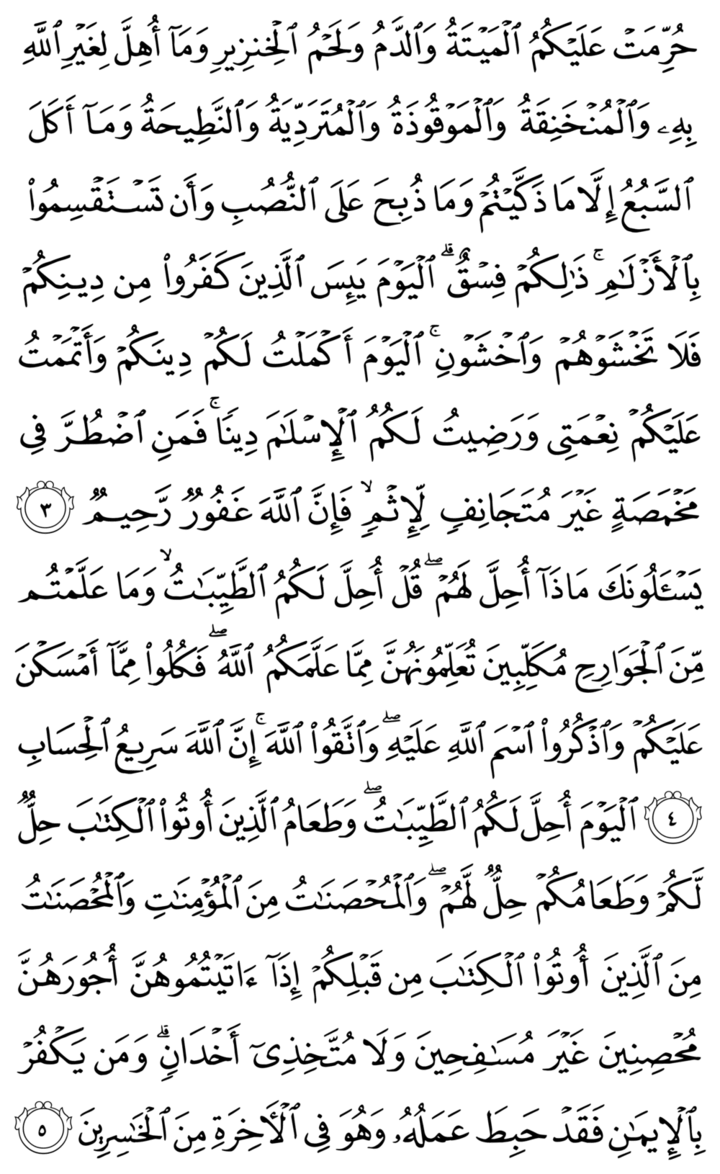 حُرِّمَتۡ عَلَيۡكُمُ ٱلۡمَيۡتَةُ وَٱلدَّمُ وَلَحۡمُ ٱلۡخِنزِيرِ وَمَآ أُهِلَّ لِغَيۡرِ ٱللَّهِ
بِهِۦ وَٱلۡمُنۡخَنِقَةُ وَٱلۡمَوۡقُوذَةُ وَٱلۡمُتَرَدِّيَةُ وَٱلنَّطِيحَةُ وَمَآ أَكَلَ
ٱلسَّبُعُ إِلَّا مَا ذَكَّيۡتُمۡ وَمَا ذُبِحَ عَلَى ٱلنُّصُبِ وَأَن تَسۡتَقۡسِمُواْ
بِٱلۡأَزۡلَٰمِۚ ذَٰلِكُمۡ فِسۡقٌۗ ٱلۡيَوۡمَ يَئِسَ ٱلَّذِينَ كَفَرُواْ مِن دِينِكُمۡ
فَلَا تَخۡشَوۡهُمۡ وَٱخۡشَوۡنِۚ ٱلۡيَوۡمَ أَكۡمَلۡتُ لَكُمۡ دِينَكُمۡ وَأَتۡمَمۡتُ
عَلَيۡكُمۡ نِعۡمَتِي وَرَضِيتُ لَكُمُ ٱلۡإِسۡلَٰمَ دِينٗاۚ فَمَنِ ٱضۡطُرَّ فِي
مَخۡمَصَةٍ غَيۡرَ مُتَجَانِفٖ لِّإِثۡمٖۙ فَإِنَّ ٱللَّهَ غَفُورٞ رَّحِيمٞ ٣
يَسۡـَٔلُونَكَ مَاذَآ أُحِلَّ لَهُمۡۖ قُلۡ أُحِلَّ لَكُمُ ٱلطَّيِّبَٰتُۙ وَمَا عَلَّمۡتُم
مِّنَ ٱلۡجَوَارِحِ مُكَلِّبِينَ تُعَلِّمُونَهُنَّ مِمَّا عَلَّمَكُمُ ٱللَّهُۖ فَكُلُواْ مِمَّآ أَمۡسَكۡنَ
عَلَيۡكُمۡ وَٱذۡكُرُواْ ٱسۡمَ ٱللَّهِ عَلَيۡهِۖ وَٱتَّقُواْ ٱللَّهَۚ إِنَّ ٱللَّهَ سَرِيعُ ٱلۡحِسَابِ
٤ ٱلۡيَوۡمَ أُحِلَّ لَكُمُ ٱلطَّيِّبَٰتُۖ وَطَعَامُ ٱلَّذِينَ أُوتُواْ ٱلۡكِتَٰبَ حِلّٞ
لَّكُمۡ وَطَعَامُكُمۡ حِلّٞ لَّهُمۡۖ وَٱلۡمُحۡصَنَٰتُ مِنَ ٱلۡمُؤۡمِنَٰتِ وَٱلۡمُحۡصَنَٰتُ
مِنَ ٱلَّذِينَ أُوتُواْ ٱلۡكِتَٰبَ مِن قَبۡلِكُمۡ إِذَآ ءَاتَيۡتُمُوهُنَّ أُجُورَهُنَّ
مُحۡصِنِينَ غَيۡرَ مُسَٰفِحِينَ وَلَا مُتَّخِذِيٓ أَخۡدَانٖۗ وَمَن يَكۡفُرۡ
بِٱلۡإِيمَٰنِ فَقَدۡ حَبِطَ عَمَلُهُۥ وَهُوَ فِي ٱلۡأٓخِرَةِ مِنَ ٱلۡخَٰسِرِينَ ٥